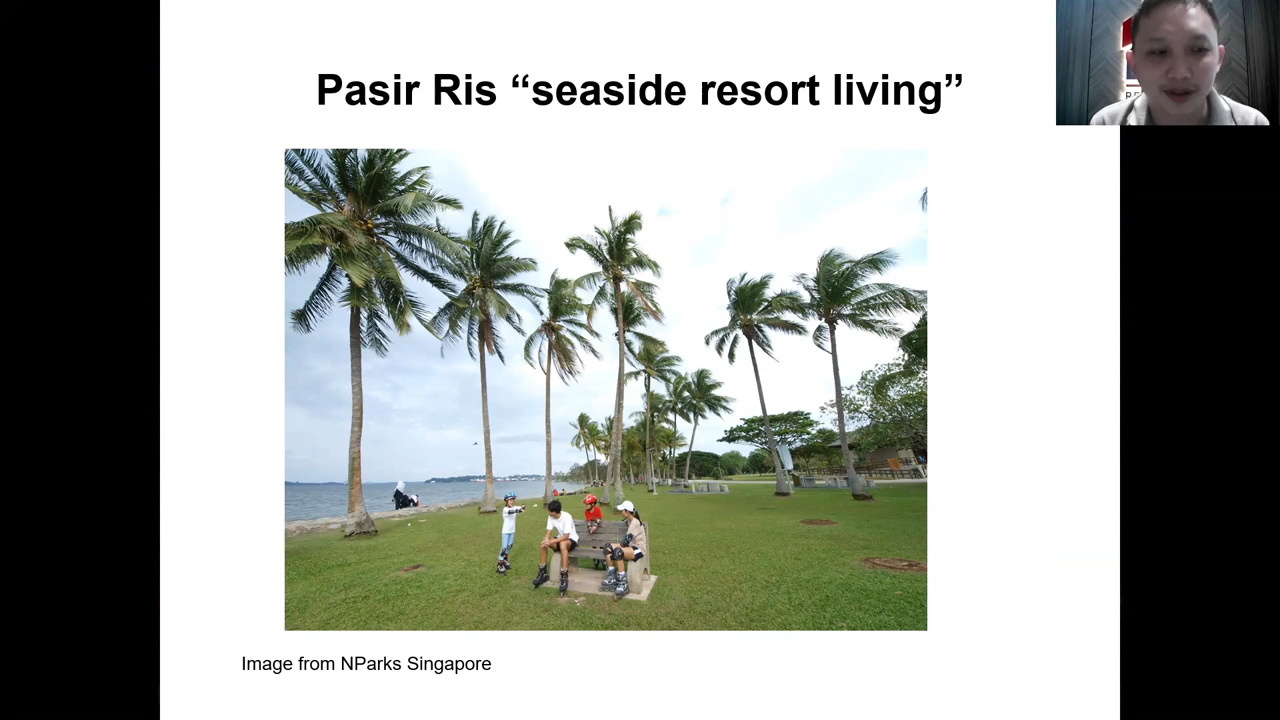 Pasir Ris “seaside resort living”
Image from NParks Singapore